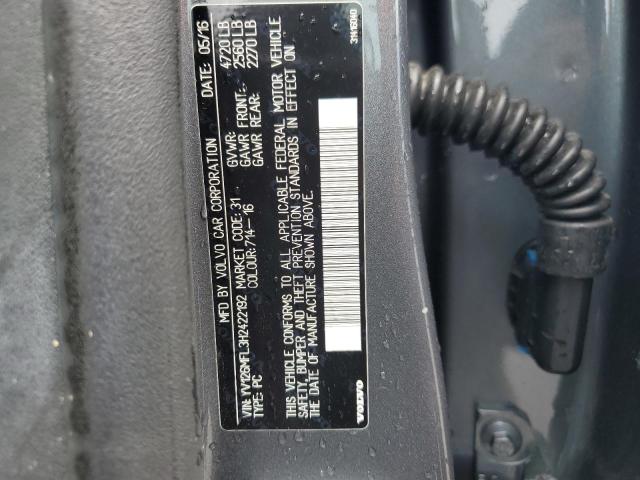 MFD BY VOLVO CAR CORPORATION DATE: 05/16
GVWR: 4720 LB
GAWR FRONT: 2560 LB
GAWR REAR: 2270 LB
VIN: YV126MFL3H2422192 MARKET CODE: 31
TYPE: PC COLOUR: 714-16
THIS VEHICLE CONFORMS TO ALL APPLICABLE FEDERAL MOTOR VEHICLE
SAFETY, BUMPER AND THEFT PREVENTION STANDARDS IN EFFECT ON
THE DATE OF MANUFACTURE SHOWN ABOVE.
VOLVO 31416040